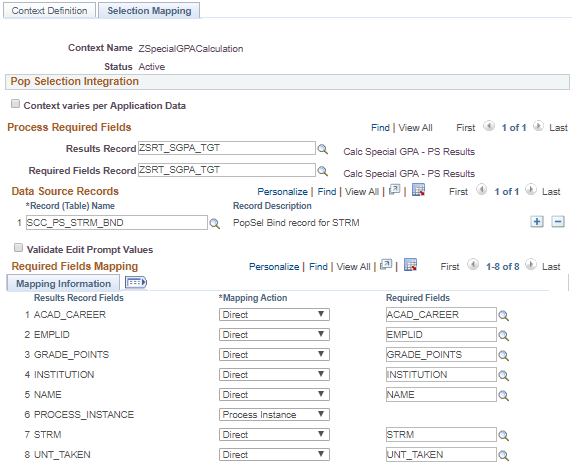 Context Definition Selection Mapping
Context Name ZSpecialGPACalculation
Status Active
Pop Selection Integration
Context varies per Application Data
Process Required Fields Find | View All First 1 of 1 Last
Results Record ZSRT_SGPA_TGT Calc Special GPA - PS Results
Required Fields Record ZSRT_SGPA_TGT Calc Special GPA - PS Results
Data Source Records Personalize | Find | View All | | First 1 of 1 Last
*Record (Table) Name Record Description
1 SCC_PS_STRM_BND PopSel Bind record for STRM
Validate Edit Prompt Values
Required Fields Mapping Personalize | Find | View All | | First 1-8 of 8 Last
Mapping Information
Results Record Fields *Mapping Action Required Fields
1 ACAD_CAREER Direct ACAD_CAREER
2 EMPLID Direct EMPLID
3 GRADE_POINTS Direct GRADE_POINTS
4 INSTITUTION Direct INSTITUTION
5 NAME Direct NAME
6 PROCESS_INSTANCE Process Instance
7 STRM Direct STRM
8 UNT_TAKEN Direct UNT_TAKEN